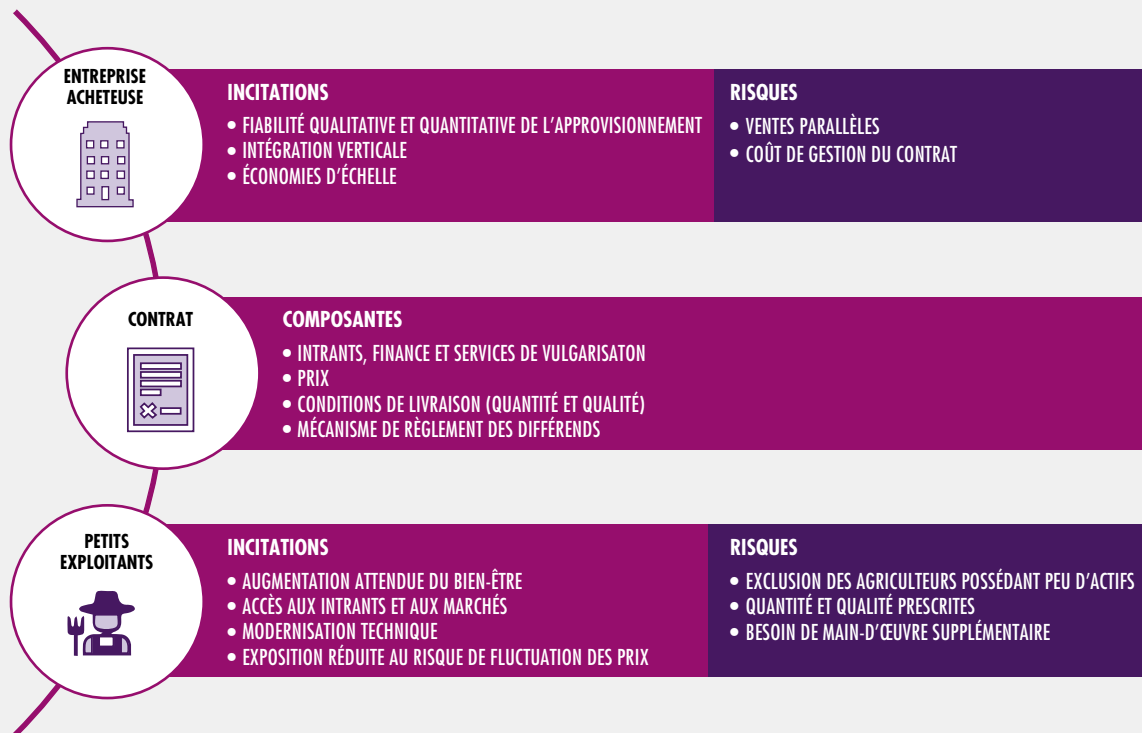 ENTREPRISE
ACHETEUSE
INCITATIONS
• FIABILITÉ QUALITATIVE ET QUANTITATIVE DE L'APPROVISIONNEMENT
• INTÉGRATION VERTICALE
• ÉCONOMIES D'ÉCHELLE
RISQUES
• VENTES PARALLÈLES
• COÛT DE GESTION DU CONTRAT
CONTRAT
COMPOSANTES
• INTRANTS, FINANCE ET SERVICES DE VULGARISATON
• PRIX
• CONDITIONS DE LIVRAISON (QUANTITÉ ET QUALITÉ)
• MÉCANISME DE RÈGLEMENT DES DIFFÉRENDS
PETITS
EXPLOITANTS
INCITATIONS
• AUGMENTATION ATTENDUE DU BIEN-ÊTRE
• ACCÈS AUX INTRANTS ET AUX MARCHÉS
• MODERNISATION TECHNIQUE
• EXPOSITION RÉDUITE AU RISQUE DE FLUCTUATION DES PRIX
RISQUES
• EXCLUSION DES AGRICULTEURS POSSÉDANT PEU D'ACTIFS
• QUANTITÉ ET QUALITÉ PRESCRITES
• BESOIN DE MAIN-D'ŒUVRE SUPPLÉMENTAIRE